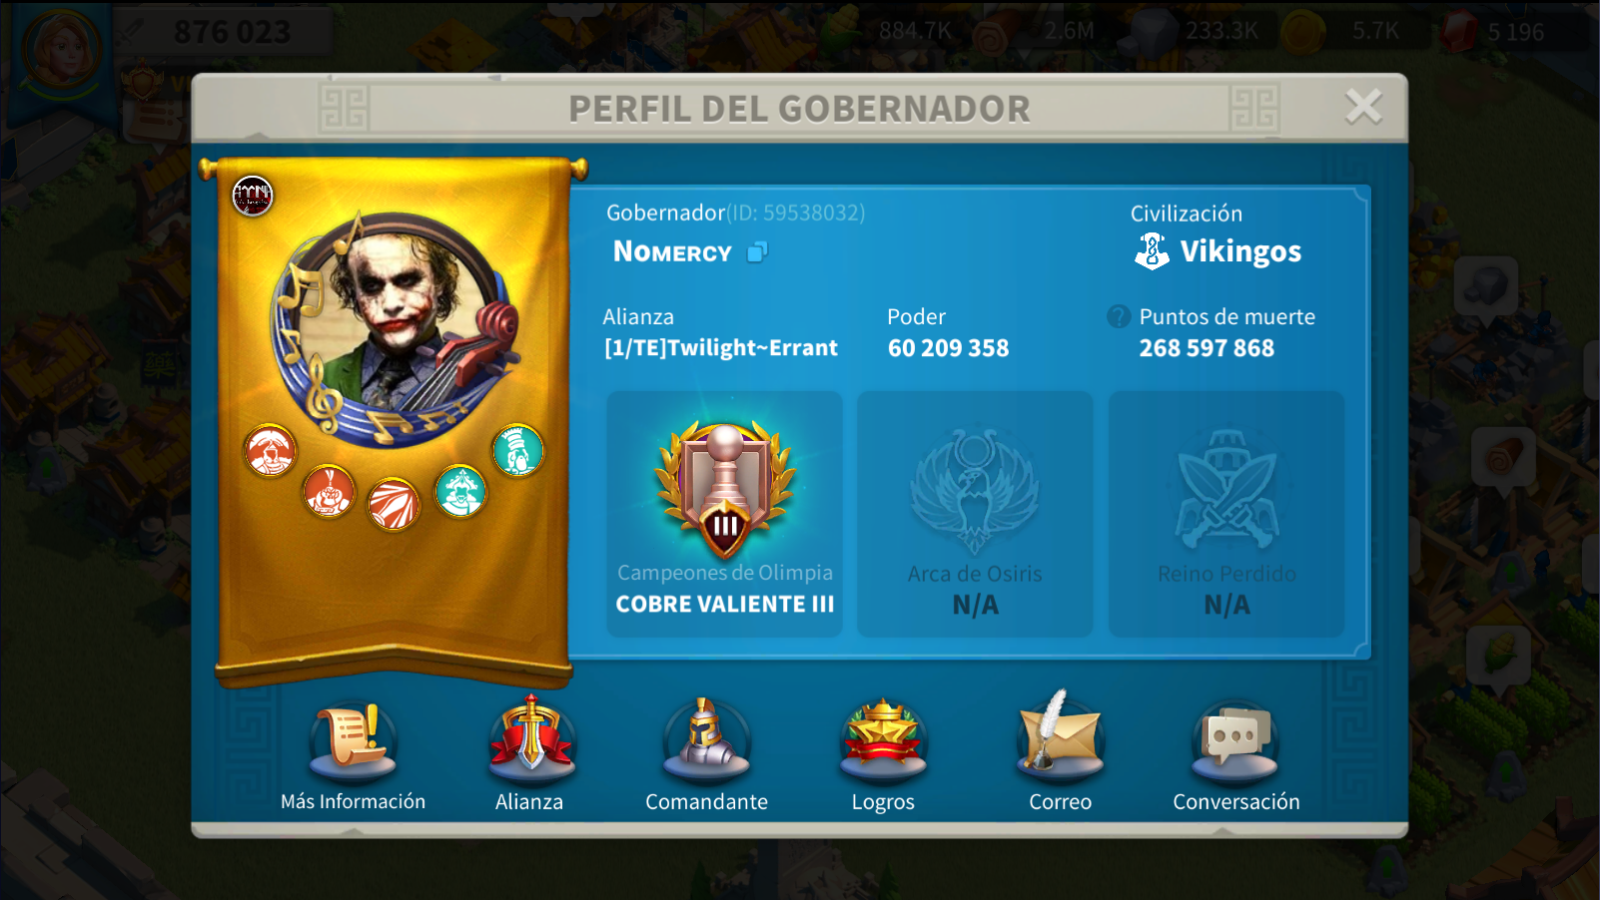 876 023
884.7K
2.6M
233.3K
5.7K
5 196
PERFIL DEL GOBERNADOR
Gobernador(ID: 59538032)
Civilización
Nomercy
Vikingos
Alianza
Poder
? Puntos de muerte
[1/TE]Twilight~Errant
60 209 358
268 597 868
III
Campeones de Olimpia
Arca de Osiris
Reino Perdido
COBRE VALIENTE III
N/A
N/A
Más Información
Alianza
Comandante
Logros
Correo
Conversación